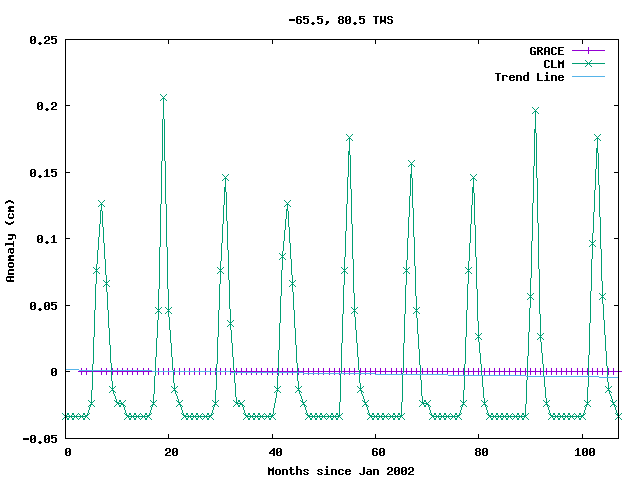 -65.5, 80.5 TWS
GRACE
CLM
Trend Line
0.25
0.2
0.15
0.1
0.05
0
-0.05
Anomaly (cm)
0 20 40 60 80 100
Months since Jan 2002